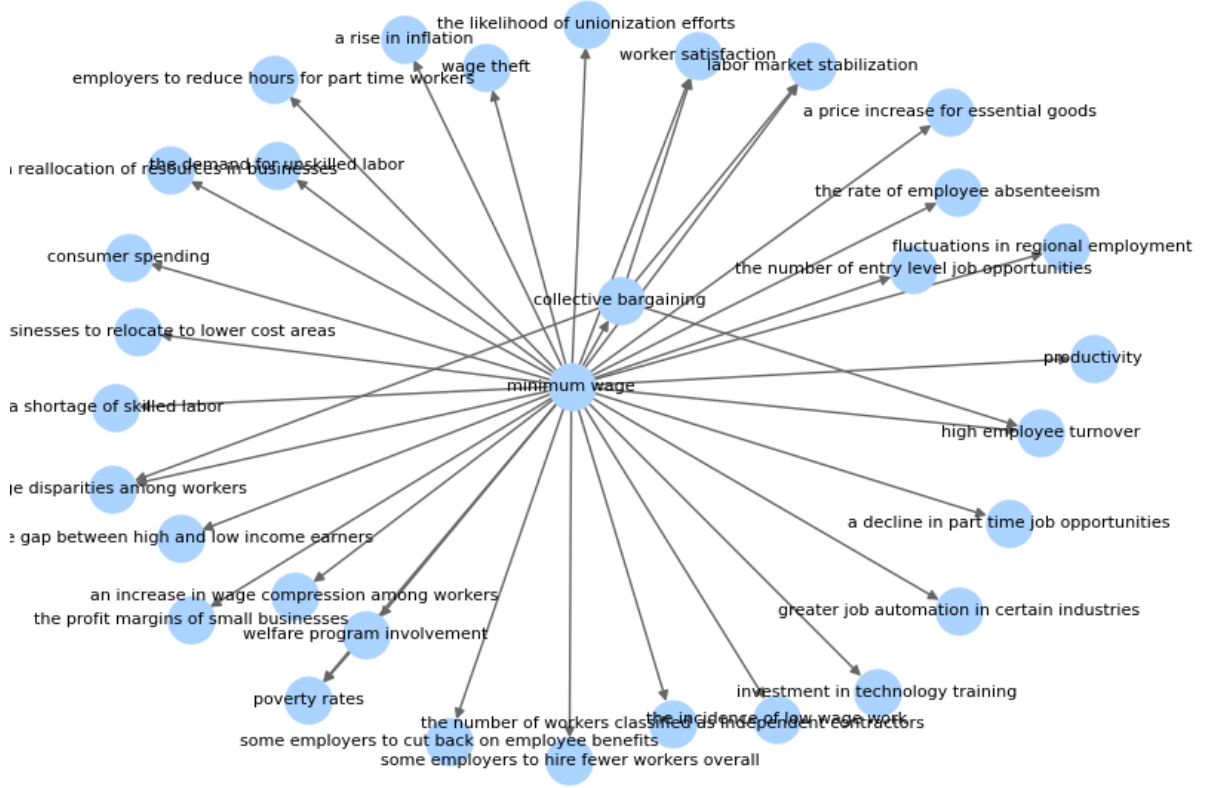 the likelihood of unionization efforts
a rise in inflation
worker satisfaction
wage theft
labor market stabilization
employers to reduce hours for part time workers
a price increase for essential goods
the demand for unskilled labor
reallocation of resources in businesses
the rate of employee absenteeism
fluctuations in regional employment
consumer spending
the number of entry level job opportunities
collective bargaining
sinesses to relocate to lower cost areas
productivity
minimum wage
a shortage of skilled labor
high employee turnover
ge disparities among workers
a decline in part time job opportunities
e gap between high and low income earners
an increase in wage compression among workers
greater job automation in certain industries
the profit margins of small businesses
welfare program involvement
investment in technology training
poverty rates
the incidence of low wage work
the number of workers classified as independent contractors
some employers to cut back on employee benefits
some employers to hire fewer workers overall